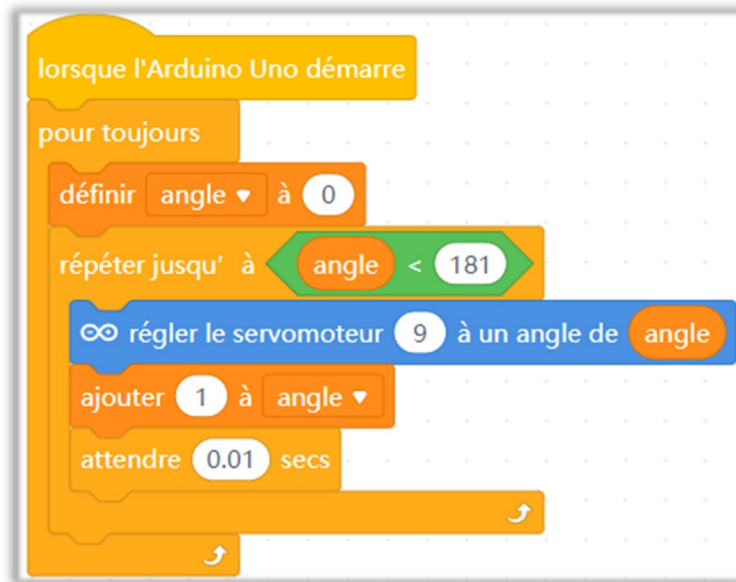 lorsque l'Arduino Uno démarre
pour toujours
définir angle à 0
répéter jusqu' à angle < 181
régler le servomoteur 9 à un angle de angle
ajouter 1 à angle
attendre 0.01 secs